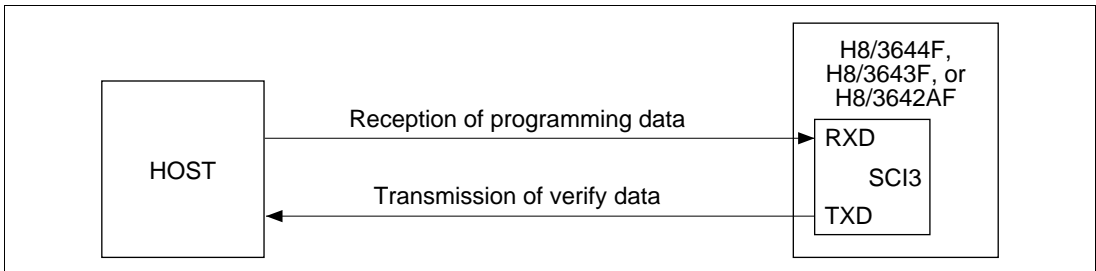 H8/3644F,
H8/3643F, or
H8/3642AF
Reception of programming data
RXD
HOST
SCI3
Transmission of verify data
TXD